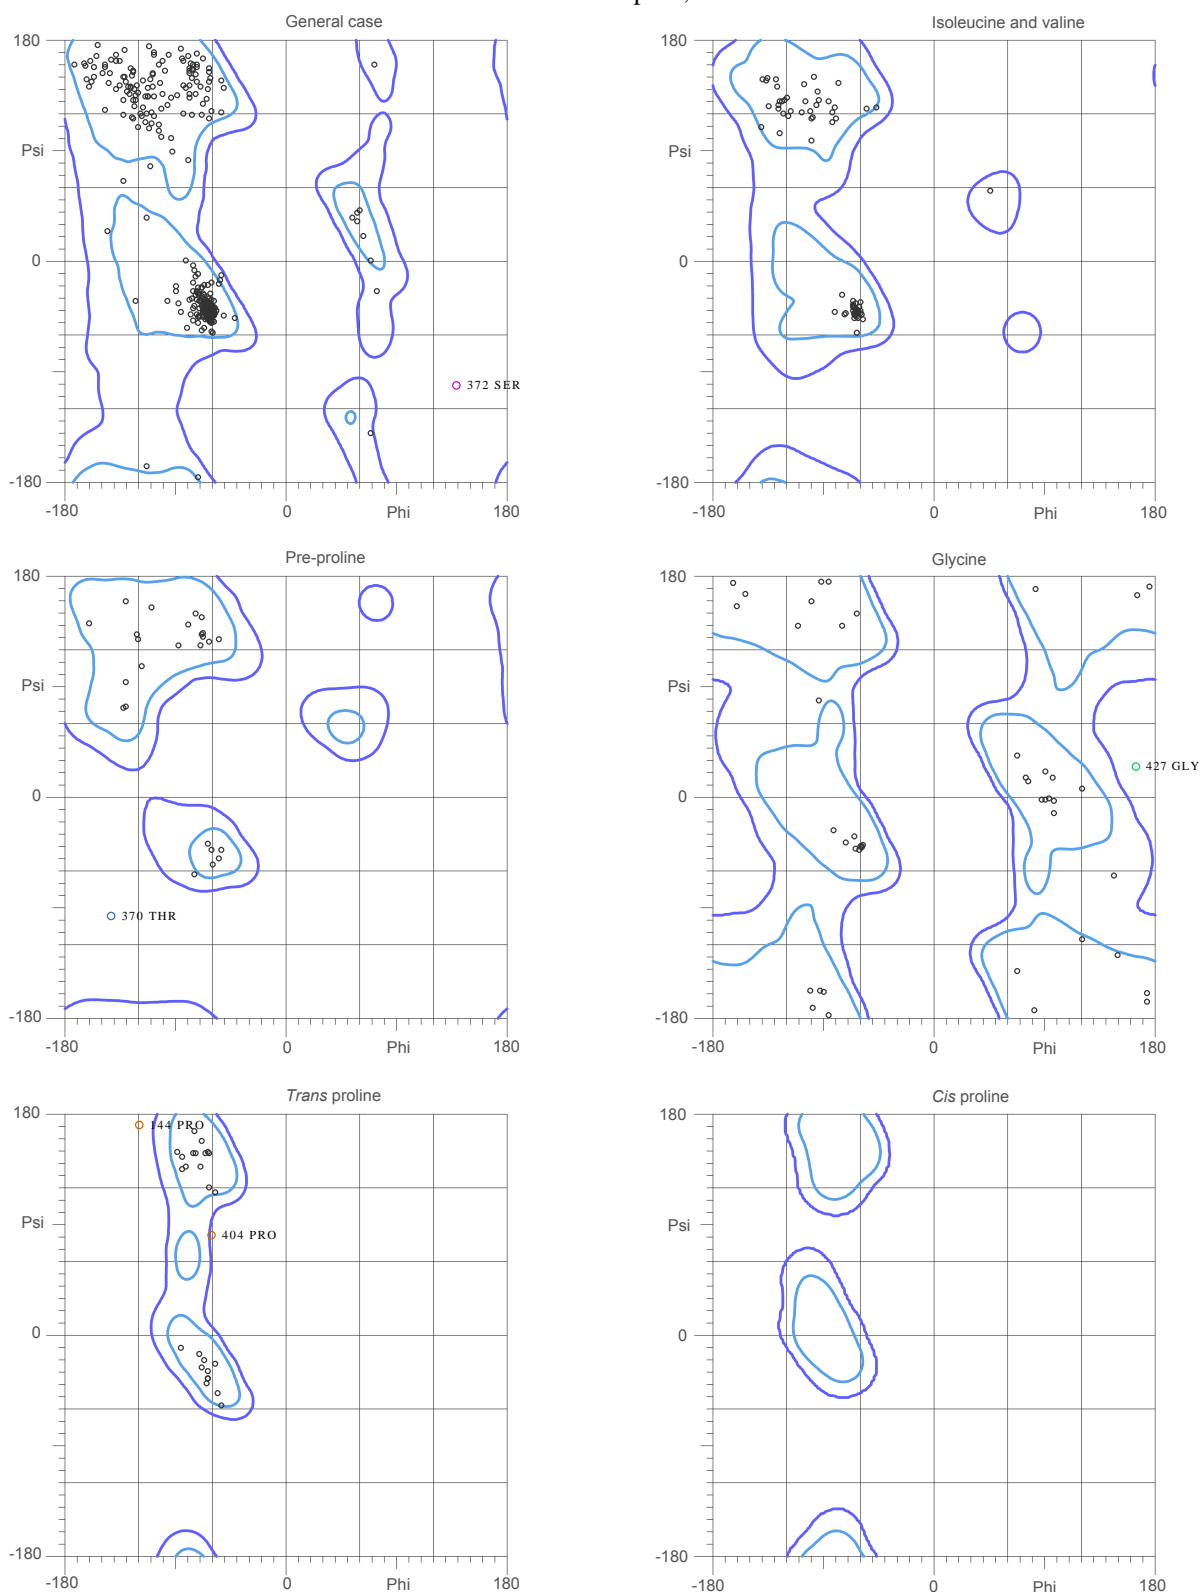 General case
180
Psi
0
-180
-180
0
Phi
180
372 SER
Isoleucine and valine
180
Psi
0
-180
-180
0
Phi
180
Pre-proline
180
Psi
0
-180
-180
0
Phi
180
370 THR
Glycine
180
Psi
0
-180
-180
0
Phi
180
427 GLY
Trans proline
180
Psi
0
-180
-180
0
Phi
180
144 PRO
404 PRO
Cis proline
180
Psi
0
-180
-180
0
Phi
180